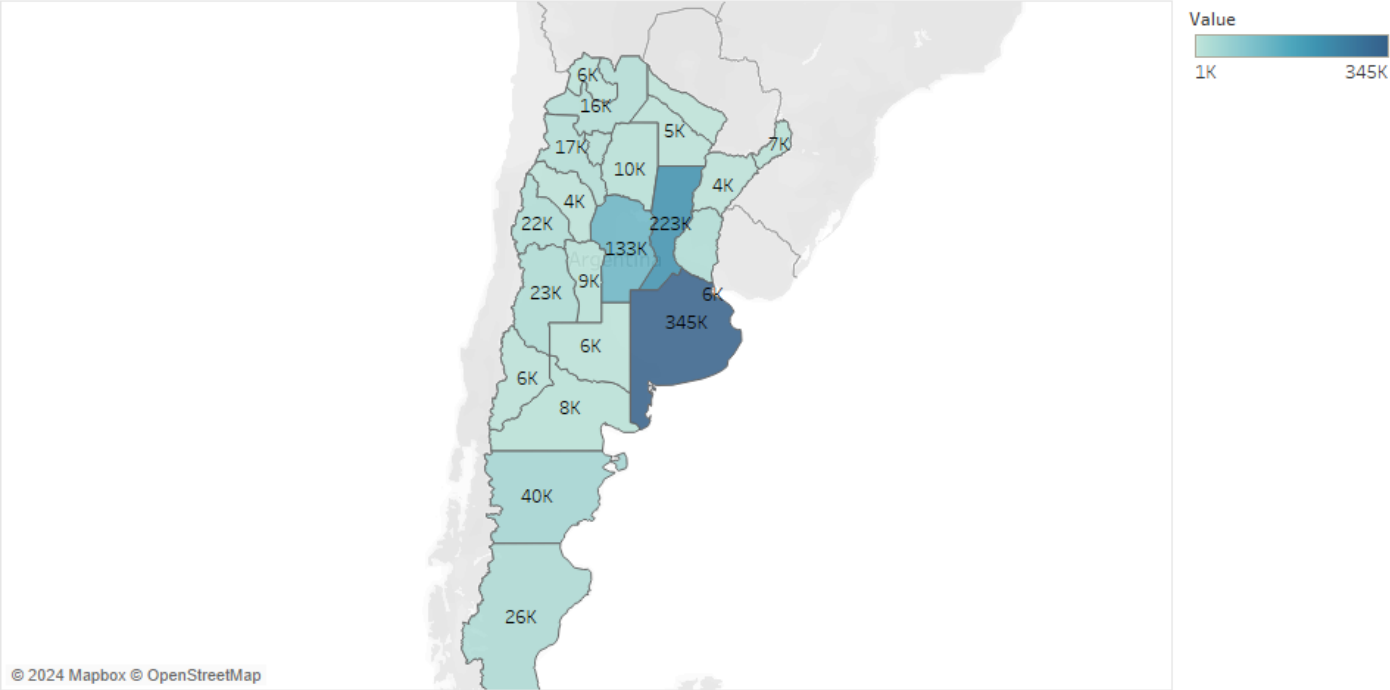 Value
1K 345K
6K
16K
5K
17K
7K
10K
4K
4K
22K
223K
133K
Argentina
9K
23K
6K
345K
6K
6K
8K
40K
26K
© 2024 Mapbox © OpenStreetMap